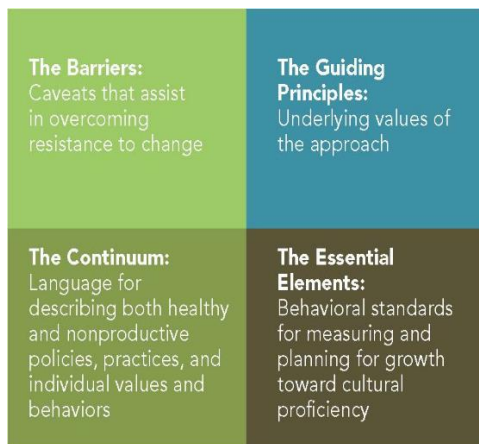 The Barriers:
Caveats that assist
in overcoming
resistance to change
The Guiding
Principles:
Underlying values of
the approach
The Continuum:
Language for
describing both healthy
and nonproductive
policies, practices, and
individual values and
behaviors
The Essential
Elements:
Behavioral standards
for measuring and
planning for growth
toward cultural
proficiency